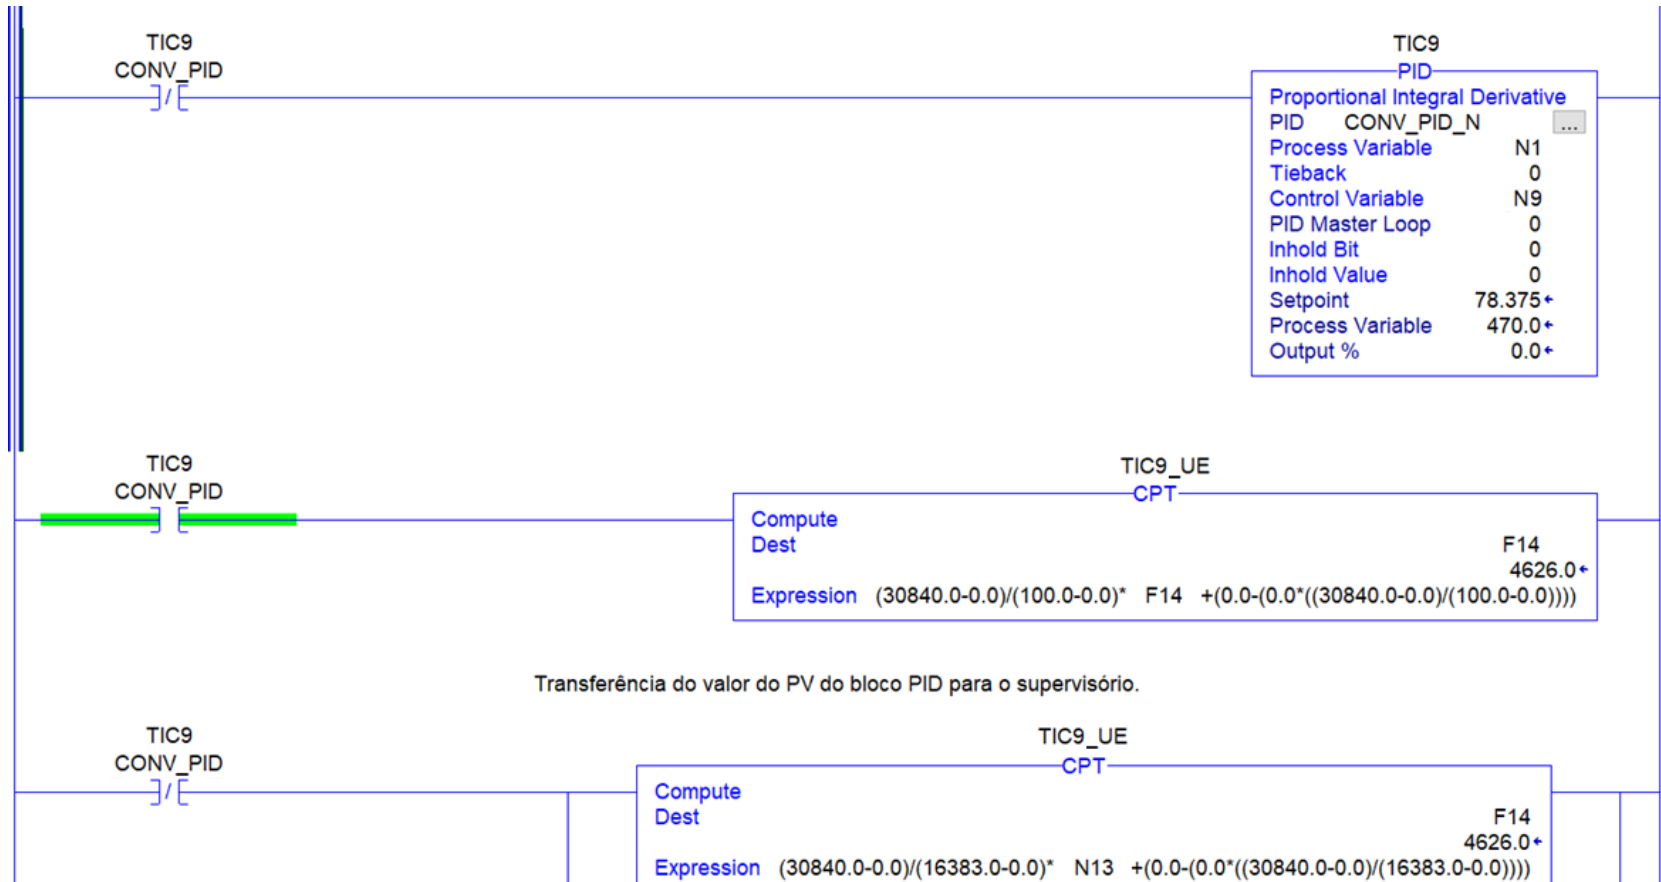 TIC9
CONV_PID
TIC9
PID
Proportional Integral Derivative
PID CONV_PID_N ...
Process Variable N1
Tieback 0
Control Variable N9
PID Master Loop 0
Inhold Bit 0
Inhold Value 0
Setpoint 78.375
Process Variable 470.0
Output % 0.0
TIC9
CONV_PID
TIC9_UE
CPT
Compute
Dest F14
4626.0
Expression (30840.0-0.0)/(100.0-0.0)* F14 +(0.0-(0.0*((30840.0-0.0)/(100.0-0.0))))
Transferência do valor do PV do bloco PID para o supervisório.
TIC9
CONV_PID
TIC9_UE
CPT
Compute
Dest F14
4626.0
Expression (30840.0-0.0)/(16383.0-0.0)* N13 +(0.0-(0.0*((30840.0-0.0)/(16383.0-0.0))))